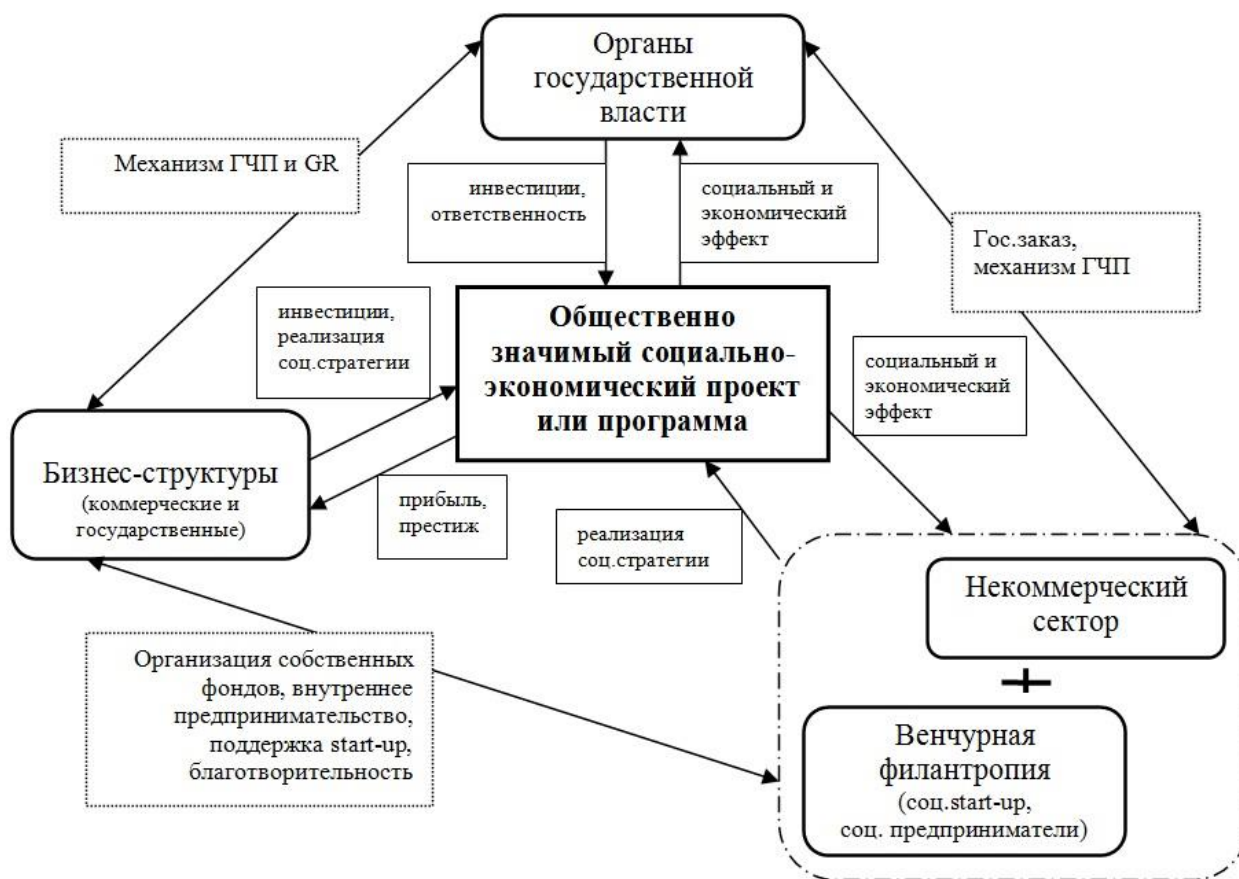 Органы
государственной
власти
Механизм ГЧП и GR
инвестиции,
ответственность
социальный и
экономический
эффект
Гос.заказ,
механизм ГЧП
инвестиции,
реализация
соц.стратегии
Общественно
значимый социально-
экономический проект
или программа
социальный и
экономический
эффект
Бизнес-структуры
(коммерческие и
государственные)
прибыль,
престиж
реализация
соц.стратегии
Некоммерческий
сектор
+
Организация собственных
фондов, внутреннее
предпринимательство,
поддержка start-up,
благотворительность
Венчурная
филантропия
(соц.start-up,
соц. предприниматели)